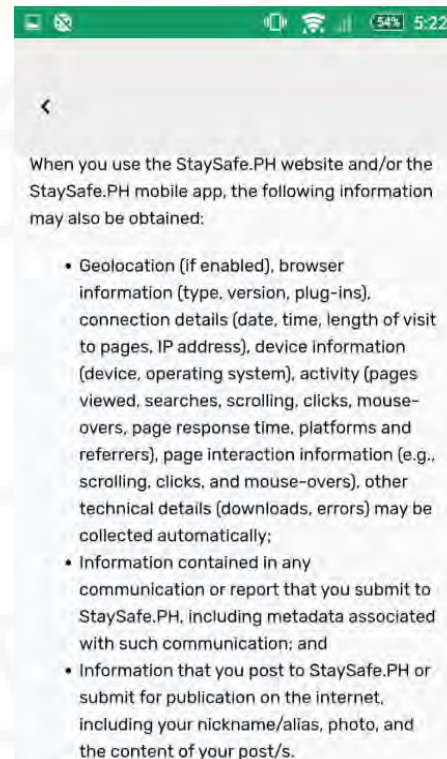 54% 5:22
When you use the StaySafe.PH website and/or the
StaySafe.PH mobile app, the following information
may also be obtained:
• Geolocation (if enabled), browser
information (type, version, plug-ins),
connection details (date, time, length of visit
to pages, IP address), device information
(device, operating system), activity (pages
viewed, searches, scrolling, clicks, mouse-
overs, page response time, platforms and
referrers), page interaction information (e.g.,
scrolling, clicks, and mouse-overs), other
technical details (downloads, errors) may be
collected automatically;
• Information contained in any
communication or report that you submit to
StaySafe.PH, including metadata associated
with such communication; and
• Information that you post to StaySafe.PH or
submit for publication on the internet,
including your nickname/alias, photo, and
the content of your post/s.